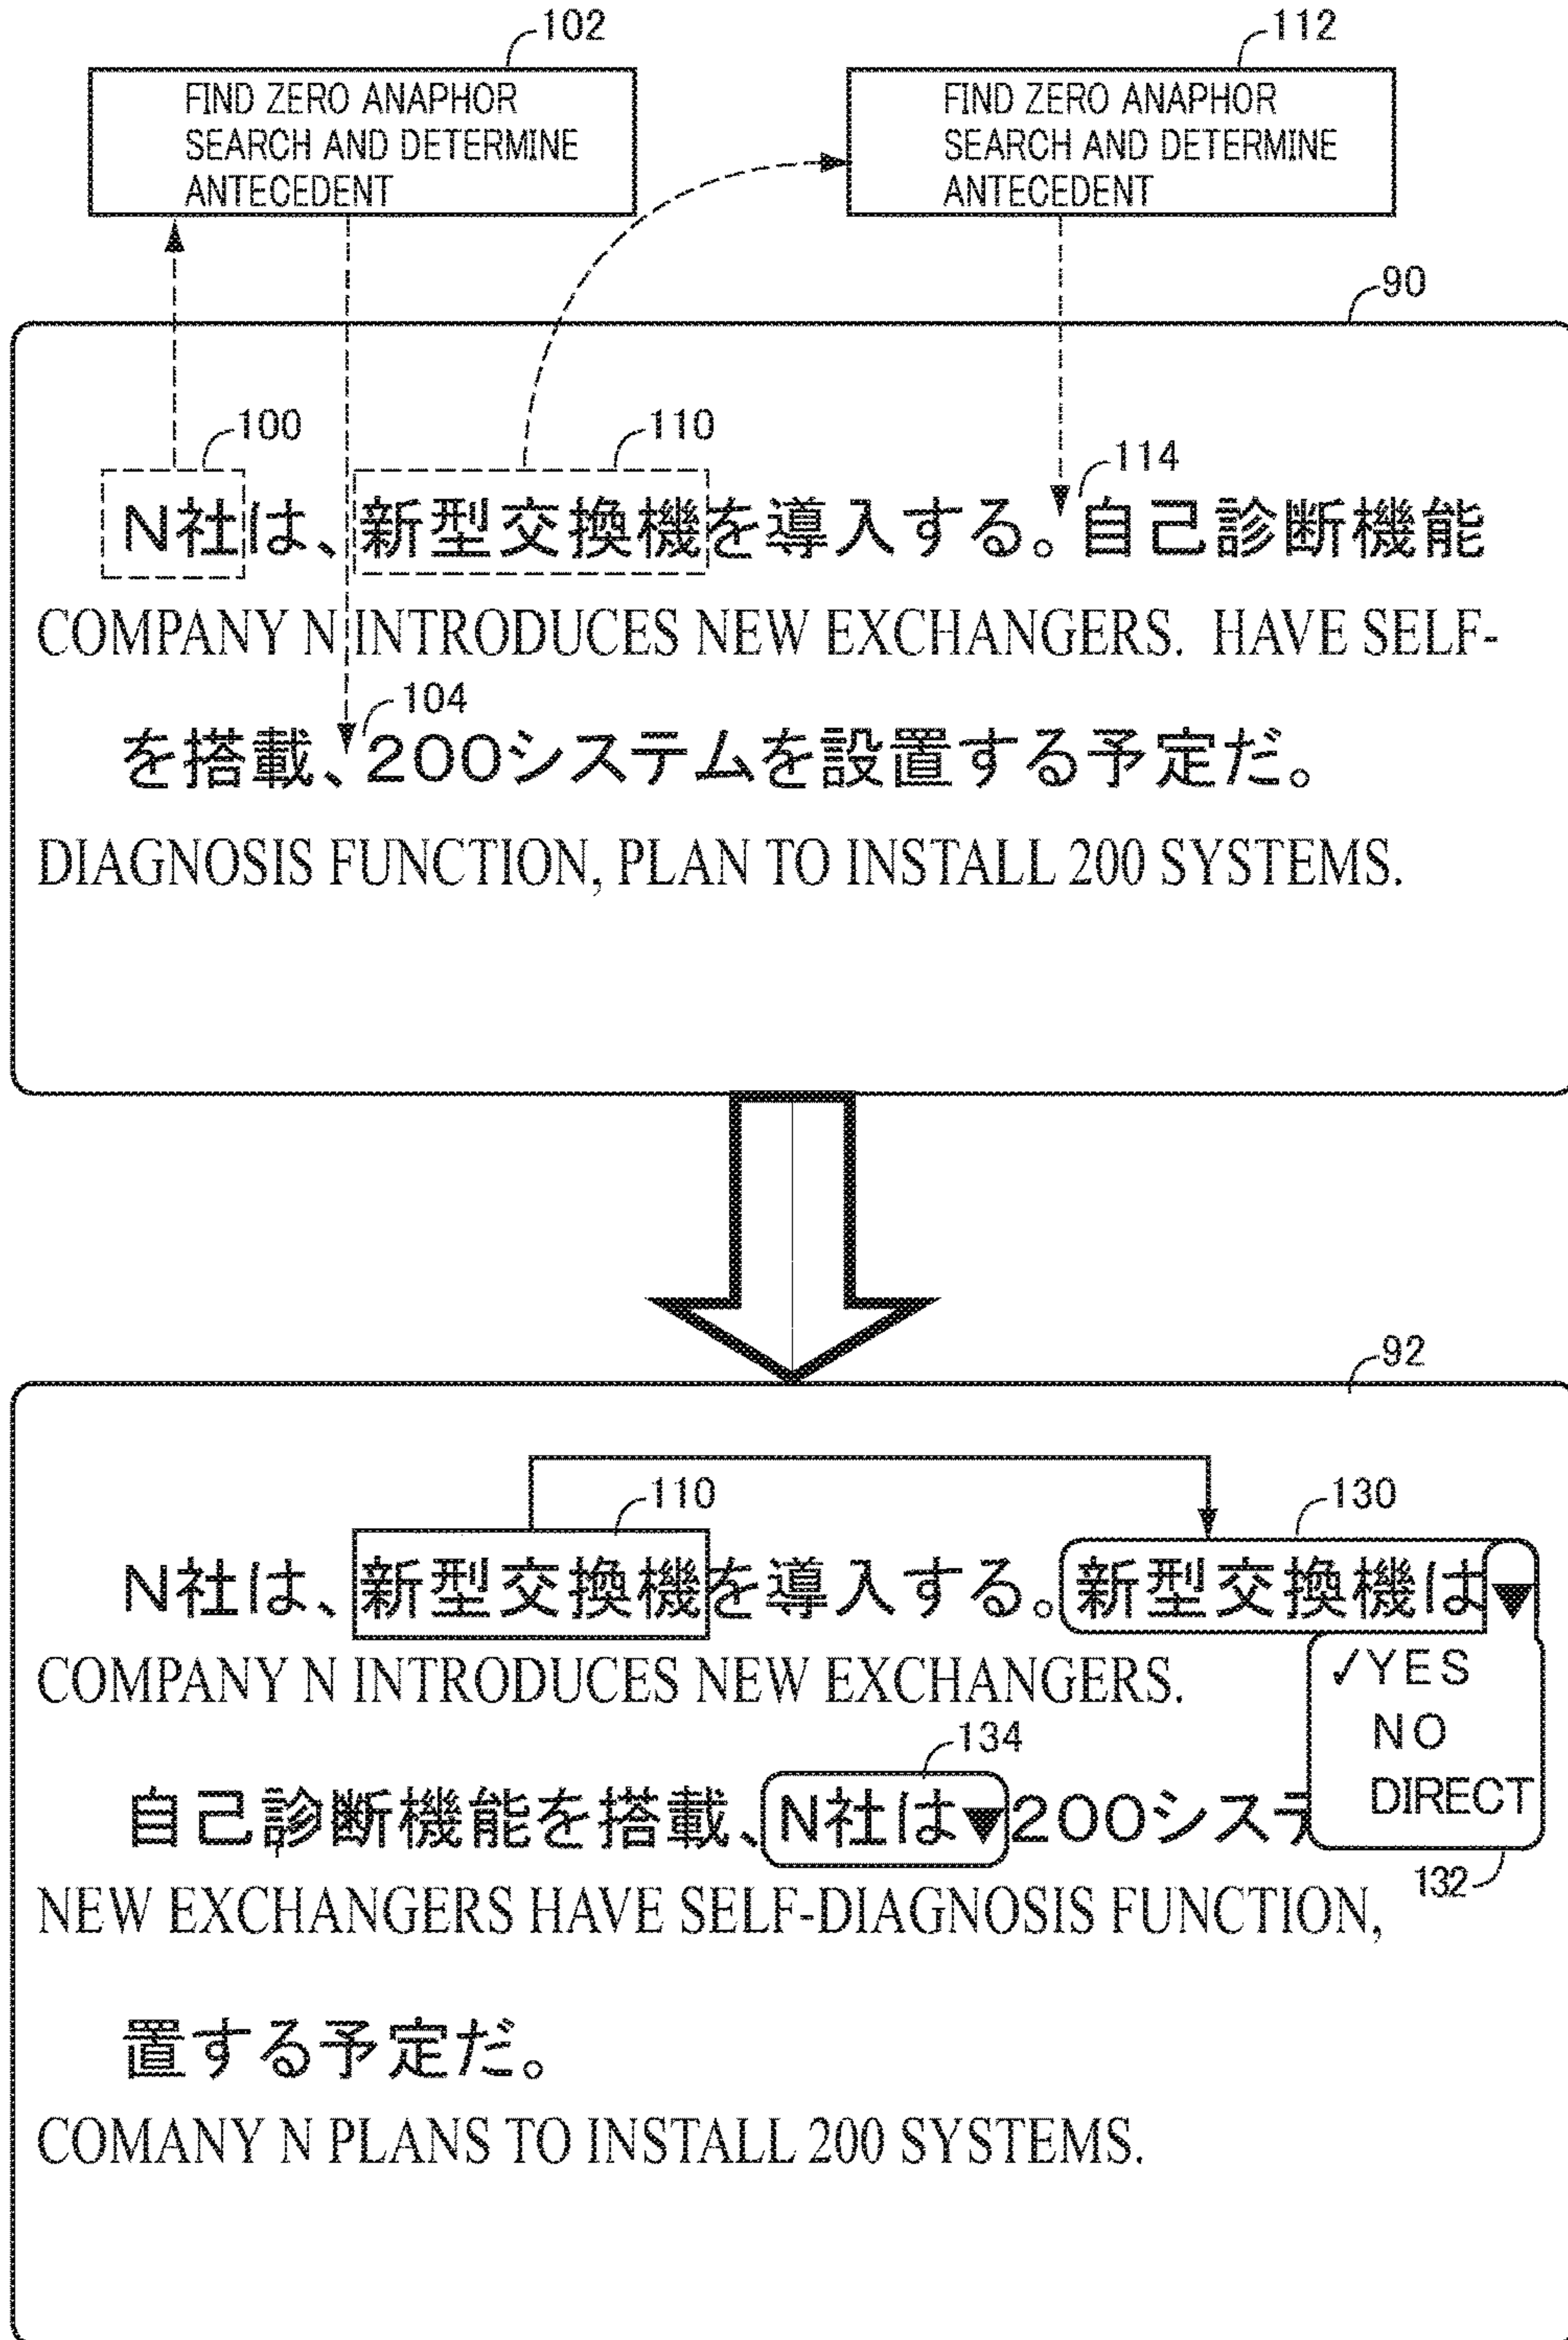 102
112
FIND ZERO ANAPHOR
SEARCH AND DETERMINE
ANTECEDENT
FIND ZERO ANAPHOR
SEARCH AND DETERMINE
ANTECEDENT
90
100
110
114
N社は、新型交換機を導入する。自己診断機能
COMPANY N INTRODUCES NEW EXCHANGERS. HAVE SELF-
104
を搭載、200システムを設置する予定だ。
DIAGNOSIS FUNCTION, PLAN TO INSTALL 200 SYSTEMS.
92
110
130
N社は、新型交換機を導入する。新型交換機は▼
COMPANY N INTRODUCES NEW EXCHANGERS.
✓YES
NO
DIRECT
134
自己診断機能を搭載、N社は▼200システ
132
NEW EXCHANGERS HAVE SELF-DIAGNOSIS FUNCTION,
置する予定だ。
COMANY N PLANS TO INSTALL 200 SYSTEMS.